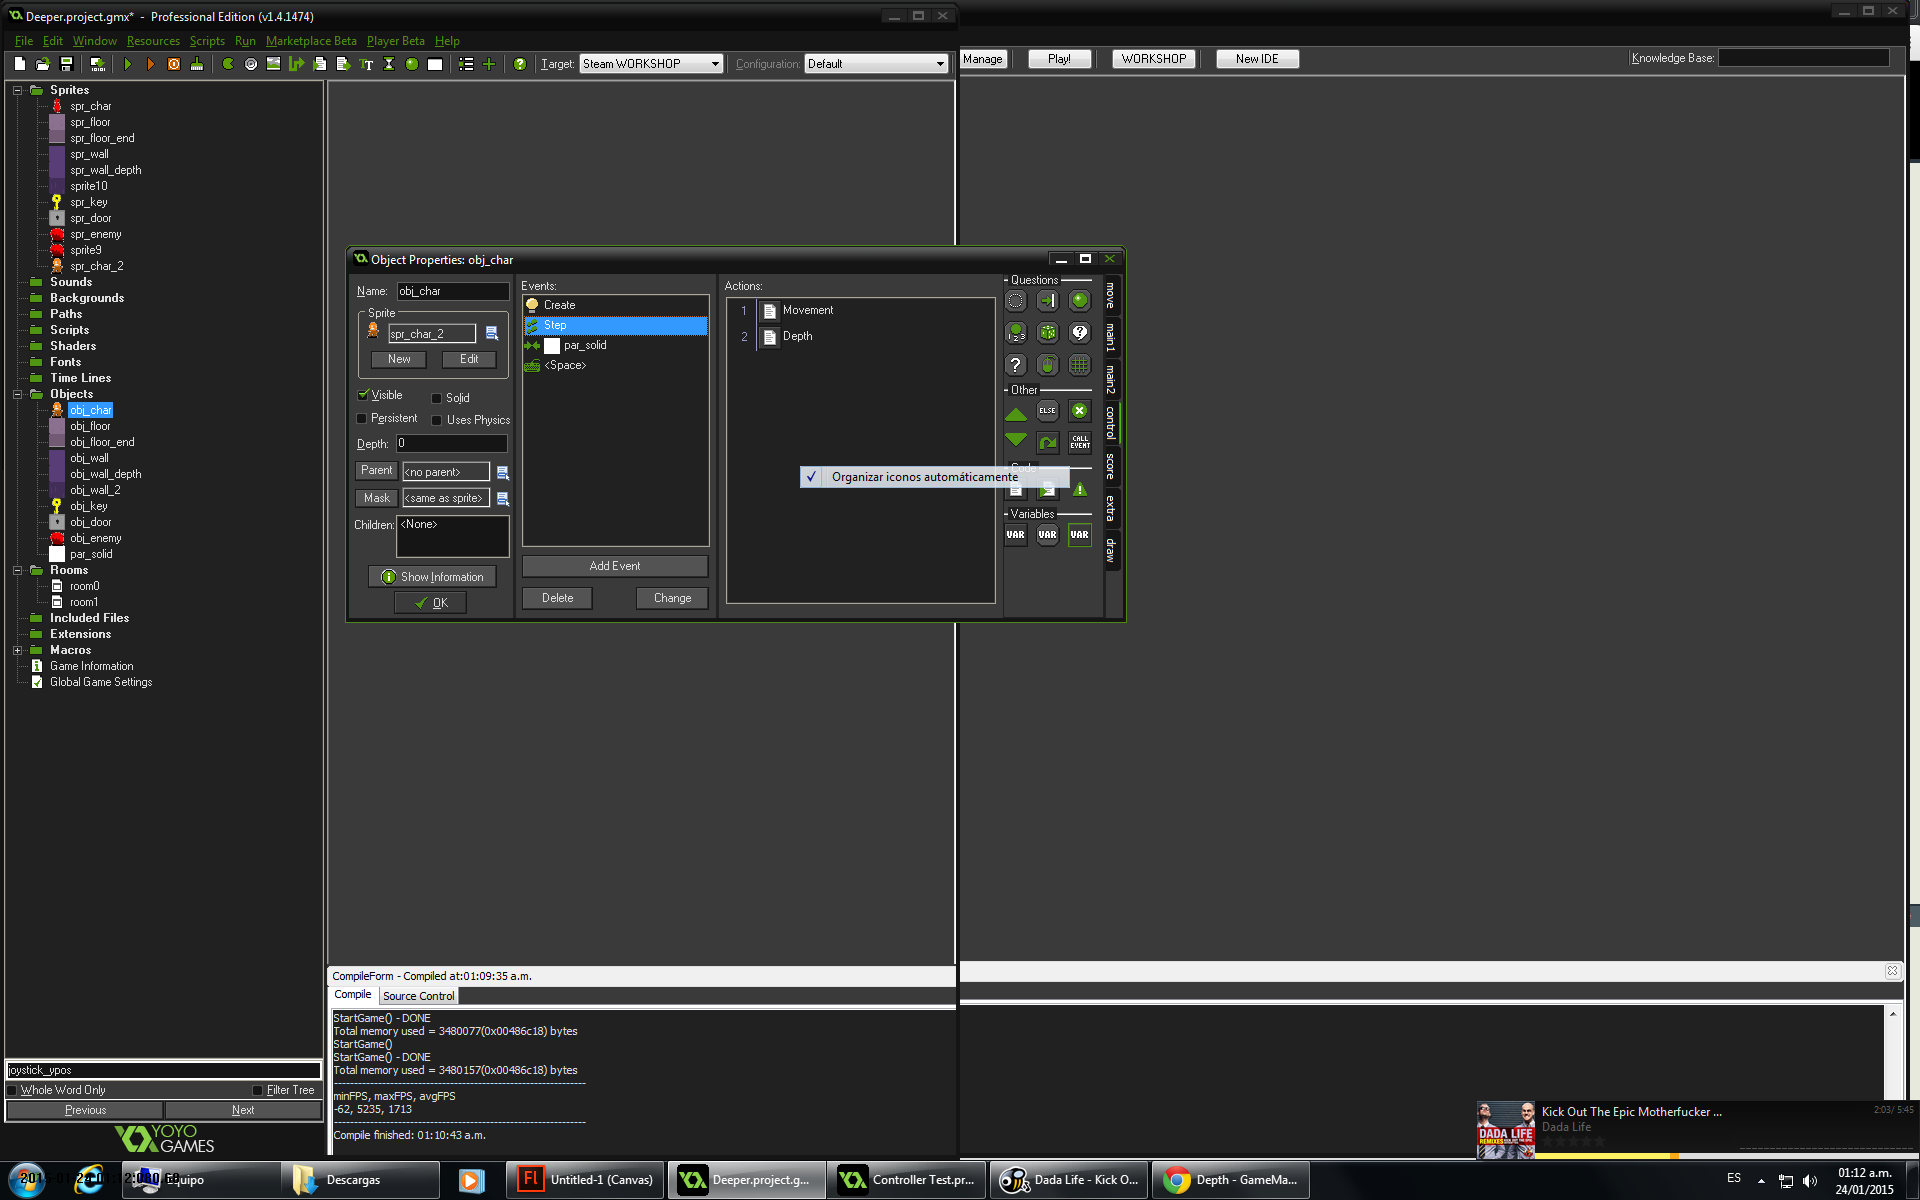 Deeper.project.gmx*  -  Professional Edition (v1.4.1474)
File Edit Window Resources Scripts Run Marketplace Beta Player Beta Help
Target: Steam WORKSHOP Configuration: Default Manage Play! WORKSHOP New IDE Knowledge Base:
Sprites
spr_char
spr_floor
spr_floor_end
spr_wall
spr_wall_depth
sprite10
spr_key
spr_door
spr_enemy
sprite9
spr_char_2
Sounds
Backgrounds
Paths
Scripts
Shaders
Fonts
Time Lines
Objects
obj_char
obj_floor
obj_floor_end
obj_wall
obj_wall_depth
obj_wall_2
obj_key
obj_door
obj_enemy
par_solid
Rooms
room0
room1
Included Files
Extensions
Macros
Game Information
Global Game Settings
joystick_ypos
Whole Word Only Filter Tree
Previous Next
YOYO
GAMES
Object Properties: obj_char
Name: obj_char
Sprite
spr_char_2
New Edit
Visible Solid
Persistent Uses Physics
Depth: 0
Parent <no parent>
Mask <same as sprite>
Children: <None>
Show Information
OK
Events:
Create
Step
par_solid
<Space>
Add Event
Delete Change
Actions:
1 Movement
2 Depth
Organizar iconos automáticamente
Questions
Other
ELSE
CALL EVENT
Code
Variables
VAR VAR VAR
move
main1
main2
control
score
extra
draw
CompileForm - Compiled at:01:09:35 a.m.
Compile Source Control
StartGame() - DONE
Total memory used = 3480077(0x00486c18) bytes
StartGame()
StartGame() - DONE
Total memory used = 3480157(0x00486c18) bytes
minFPS, maxFPS, avgFPS
-62, 5235, 1713
Compile finished: 01:10:43 a.m.
Kick Out The Epic Motherfucker ...
2:03/ 5:45
Dada Life
DADA LIFE
Equipo
Descargas
Untitled-1 (Canvas)
Deeper.project.g...
Controller Test.pr...
Dada Life - Kick O...
Depth - GameMa...
ES
01:12 a.m.
24/01/2015